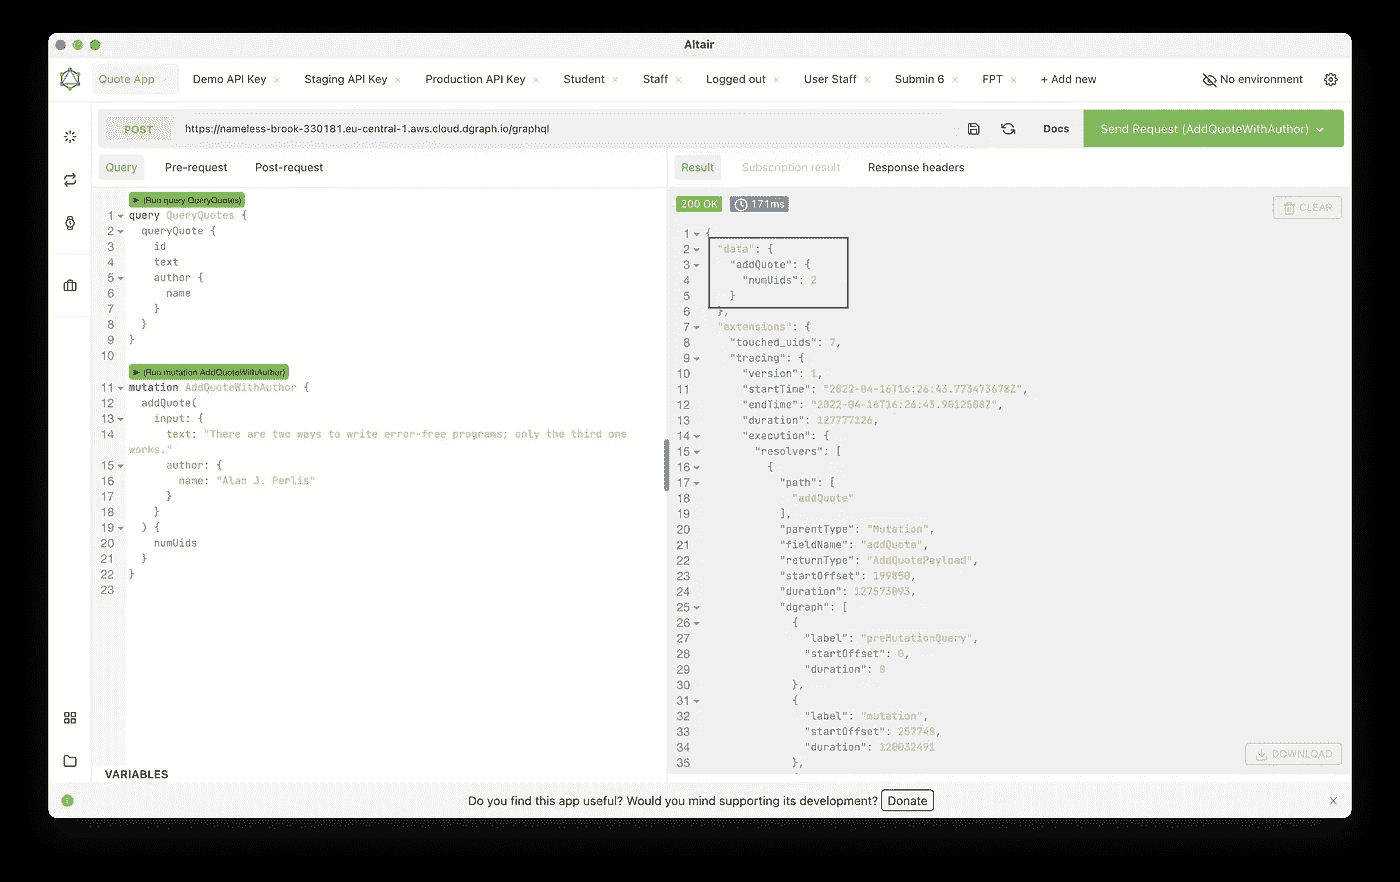 Altair
Quote App × Demo API Key × Staging API Key × Production API Key × Student × Staff × Logged out × User Staff × Submin 6 × FPT × + Add new No environment
POST https://nameless-brook-330181.eu-central-1.aws.cloud.dgraph.io/graphql Docs Send Request (AddQuoteWithAuthor)
Query Pre-request Post-request
(Run query QueryQuotes)
1 query QueryQuotes {
2 queryQuote {
3 id
4 text
5 author {
6 name
7 }
8 }
9 }
10
(Run mutation AddQuoteWithAuthor)
11 mutation AddQuoteWithAuthor {
12 addQuote(
13 input: {
14 text: "There are two ways to write error-free programs; only the third one
works."
15 author: {
16 name: "Alan J. Perlis"
17 }
18 }
19 ) {
20 numUids
21 }
22 }
23
VARIABLES
Result Subscription result Response headers
200 OK 171ms
CLEAR
1 {
2 "data": {
3 "addQuote": {
4 "numUids": 2
5 }
6 },
7 "extensions": {
8 "touched_uids": 7,
9 "tracing": {
10 "version": 1,
11 "startTime": "2022-04-16T16:26:43.773473678Z",
12 "endTime": "2022-04-16T16:26:43.9012508Z",
13 "duration": 127777126,
14 "execution": {
15 "resolvers": [
16 {
17 "path": [
18 "addQuote"
19 ],
20 "parentType": "Mutation",
21 "fieldName": "addQuote",
22 "returnType": "AddQuotePayload",
23 "startOffset": 199850,
24 "duration": 127573093,
25 "dgraph": [
26 {
27 "label": "preMutationQuery",
28 "startOffset": 0,
29 "duration": 0
30 },
31 {
32 "label": "mutation",
33 "startOffset": 257748,
34 "duration": 120032491
35 },
DOWNLOAD
Do you find this app useful? Would you mind supporting its development? Donate ×